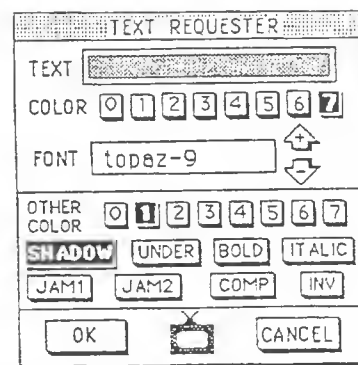 TEXT REQUESTER
TEXT
COLOR 0 1 2 3 4 5 6 7
+
FONT topaz-9
-
OTHER
COLOR 0 1 2 3 4 5 6 7
SHADOW UNDER BOLD ITALIC
JAM1 JAM2 COMP INV
OK CANCEL